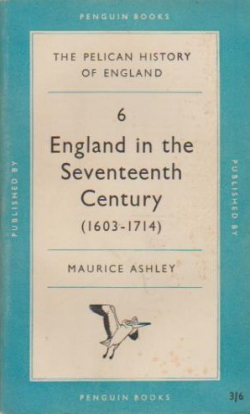 PENGUIN BOOKS
THE PELICAN HISTORY
OF ENGLAND
6
England in the
Seventeenth
Century
(1603-1714)
MAURICE ASHLEY
PUBLISHED BY
PUBLISHED BY
PENGUIN BOOKS
3/6